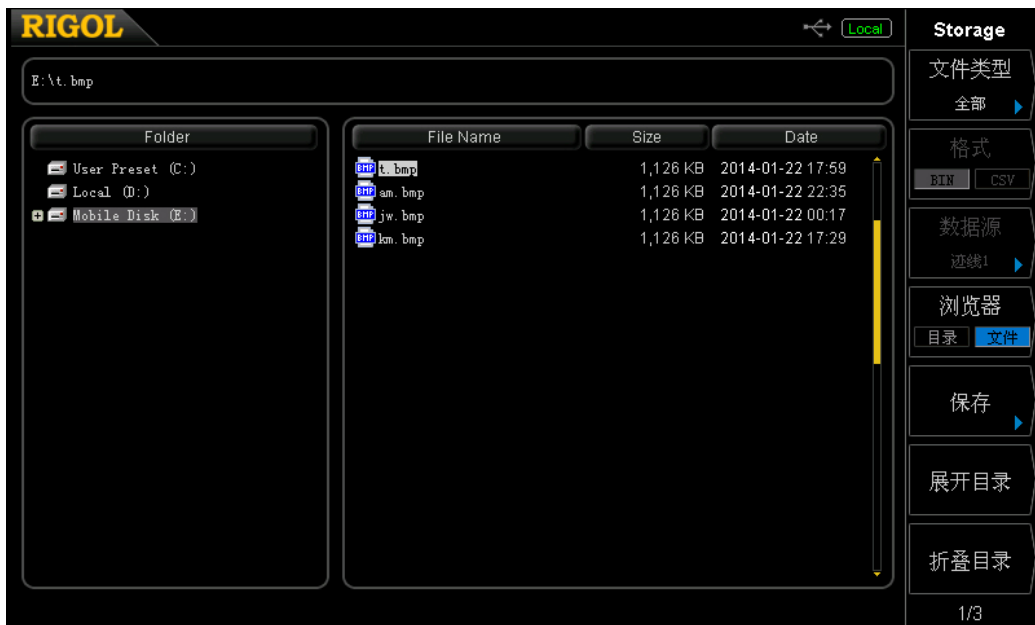 RIGOL
Local
E:\t.bmp
Folder
User Preset (C:)
Local (D:)
Mobile Disk (E:)
File Name Size Date
BMP t.bmp 1,126 KB 2014-01-22 17:59
BMP am.bmp 1,126 KB 2014-01-22 22:35
BMP jw.bmp 1,126 KB 2014-01-22 00:17
BMP km.bmp 1,126 KB 2014-01-22 17:29
Storage
文件类型
全部
格式
BIN CSV
数据源
迹线1
浏览器
目录 文件
保存
展开目录
折叠目录
1/3